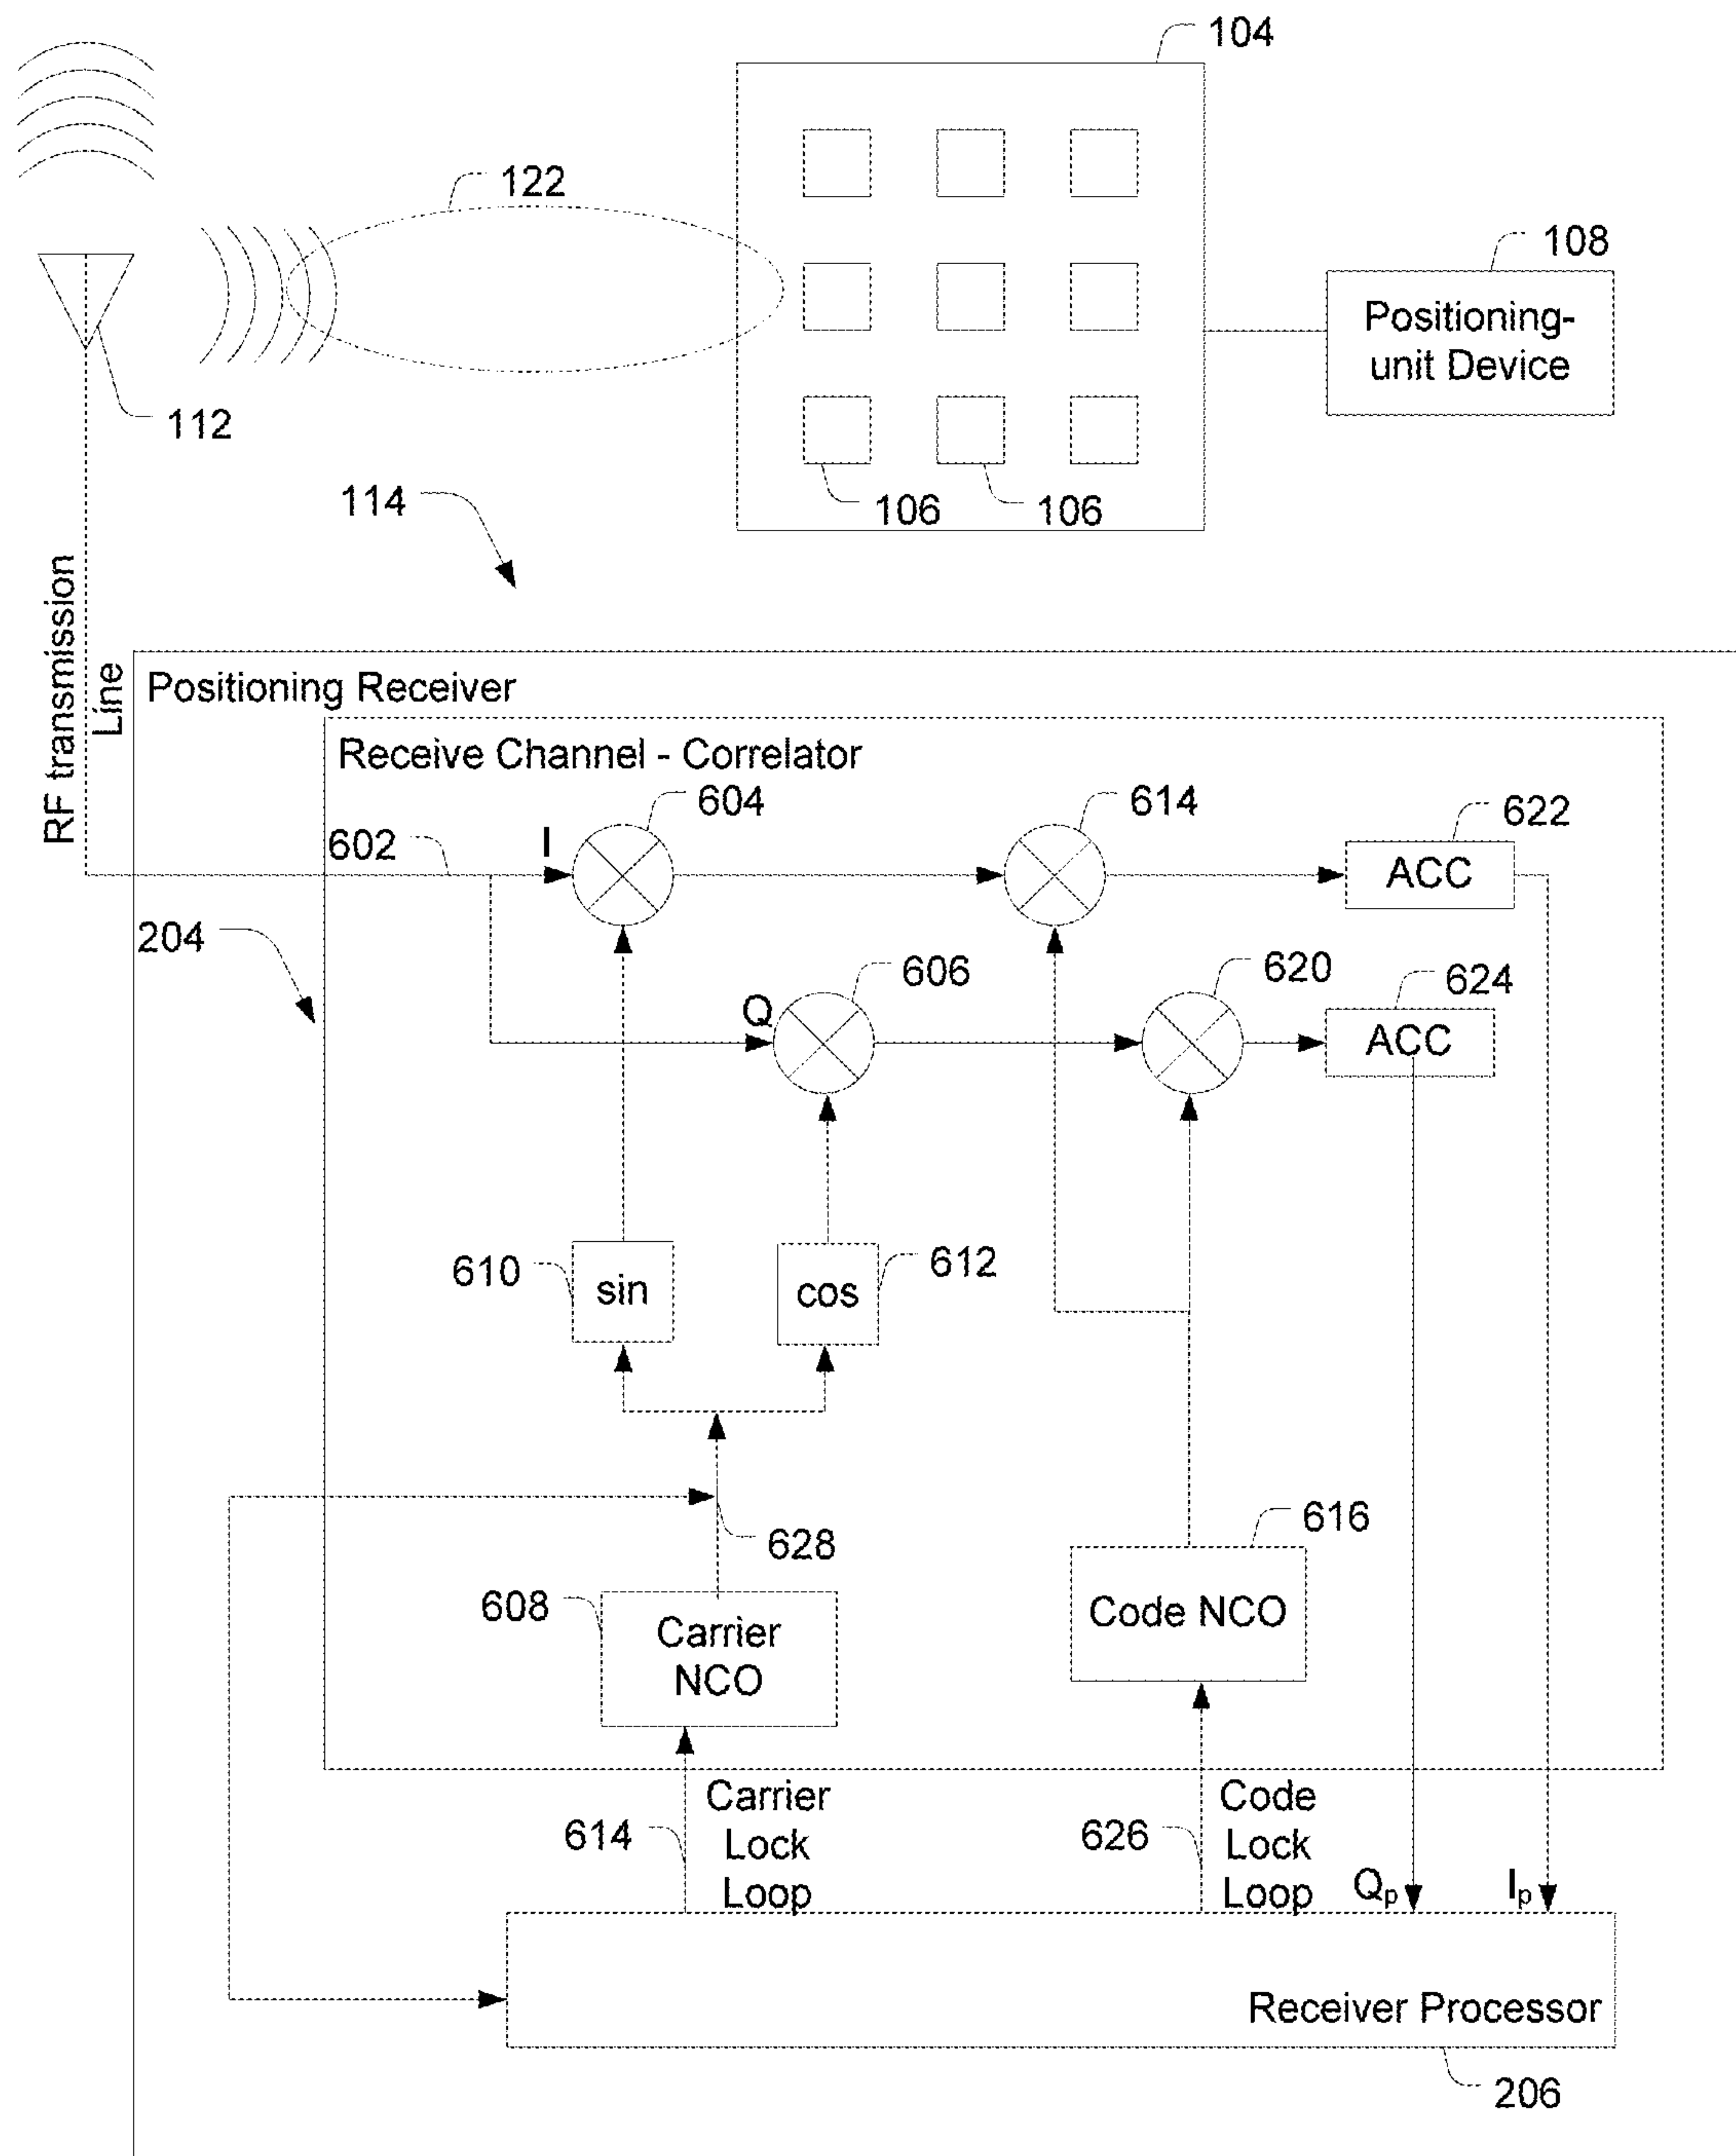 104
122
108
Positioning-
unit Device
112
106
106
114
RF transmission
Line
Positioning Receiver
Receive Channel - Correlator
604
614
622
602
I
ACC
204
606
620
624
Q
ACC
610
sin
cos
612
628
616
608
Carrier
NCO
Code NCO
614
Carrier
Lock
Loop
626
Code
Lock
Loop
Qp
Ip
Receiver Processor
206